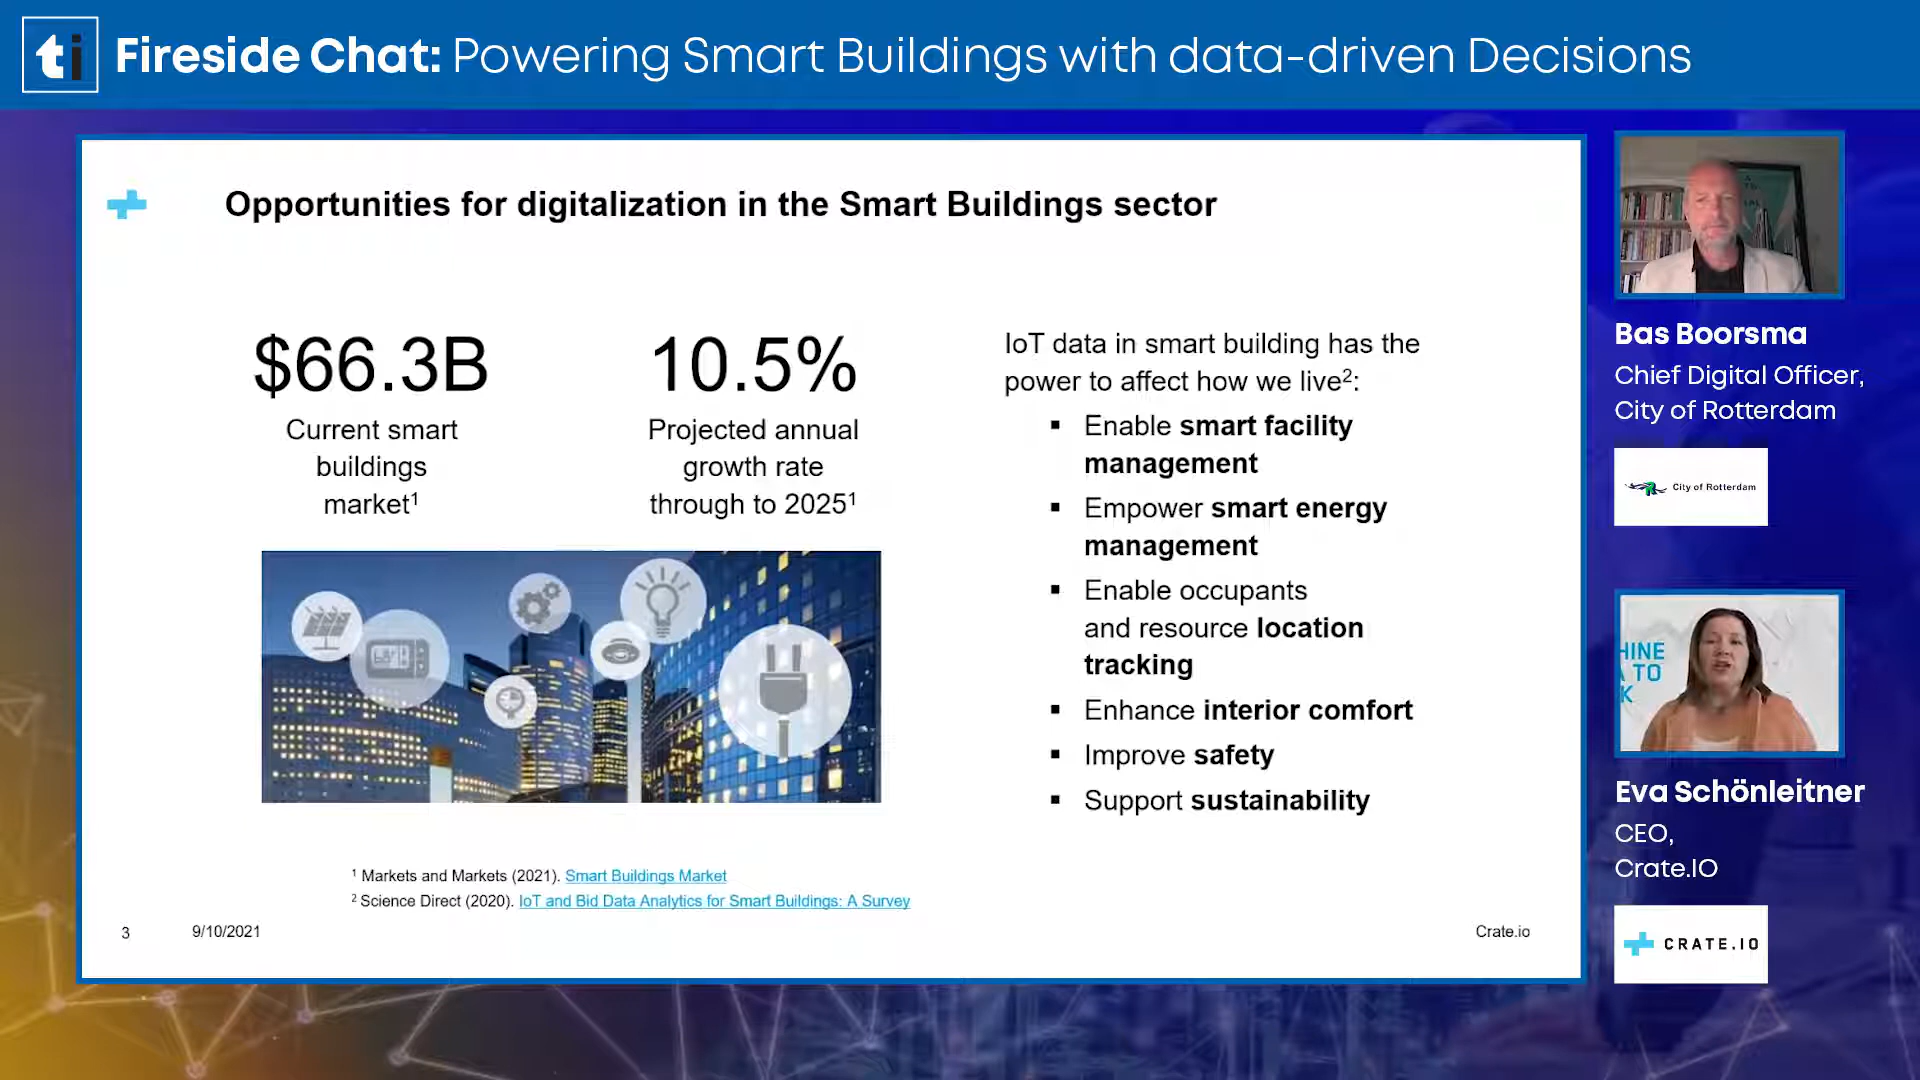 ti
Fireside Chat: Powering Smart Buildings with data-driven Decisions
Opportunities for digitalization in the Smart Buildings sector
$66.3B
Current smart
buildings
market¹
10.5%
Projected annual
growth rate
through to 2025¹
IoT data in smart building has the
power to affect how we live²:
▪ Enable smart facility
management
▪ Empower smart energy
management
▪ Enable occupants
and resource location
tracking
▪ Enhance interior comfort
▪ Improve safety
▪ Support sustainability
¹ Markets and Markets (2021). Smart Buildings Market
² Science Direct (2020). IoT and Bid Data Analytics for Smart Buildings: A Survey
3
9/10/2021
Crate.io
Bas Boorsma
Chief Digital Officer,
City of Rotterdam
City of Rotterdam
HINE
A TO
K
Eva Schönleitner
CEO,
Crate.IO
CRATE.IO